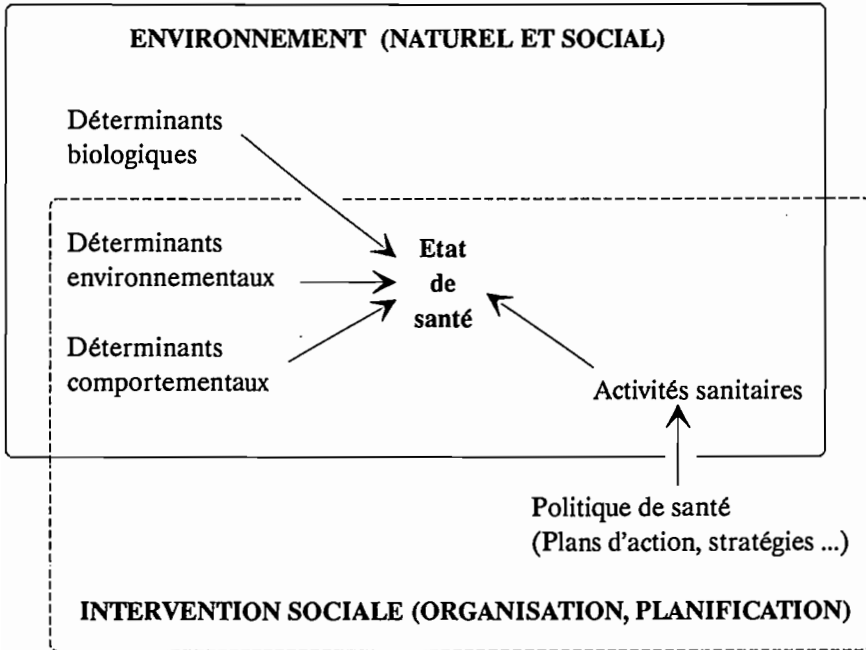 ENVIRONNEMENT (NATUREL ET SOCIAL)
Déterminants
biologiques
Déterminants
environnementaux
Etat
de
santé
Déterminants
comportementaux
Activités sanitaires
Politique de santé
(Plans d'action, stratégies ...)
INTERVENTION SOCIALE (ORGANISATION, PLANIFICATION)